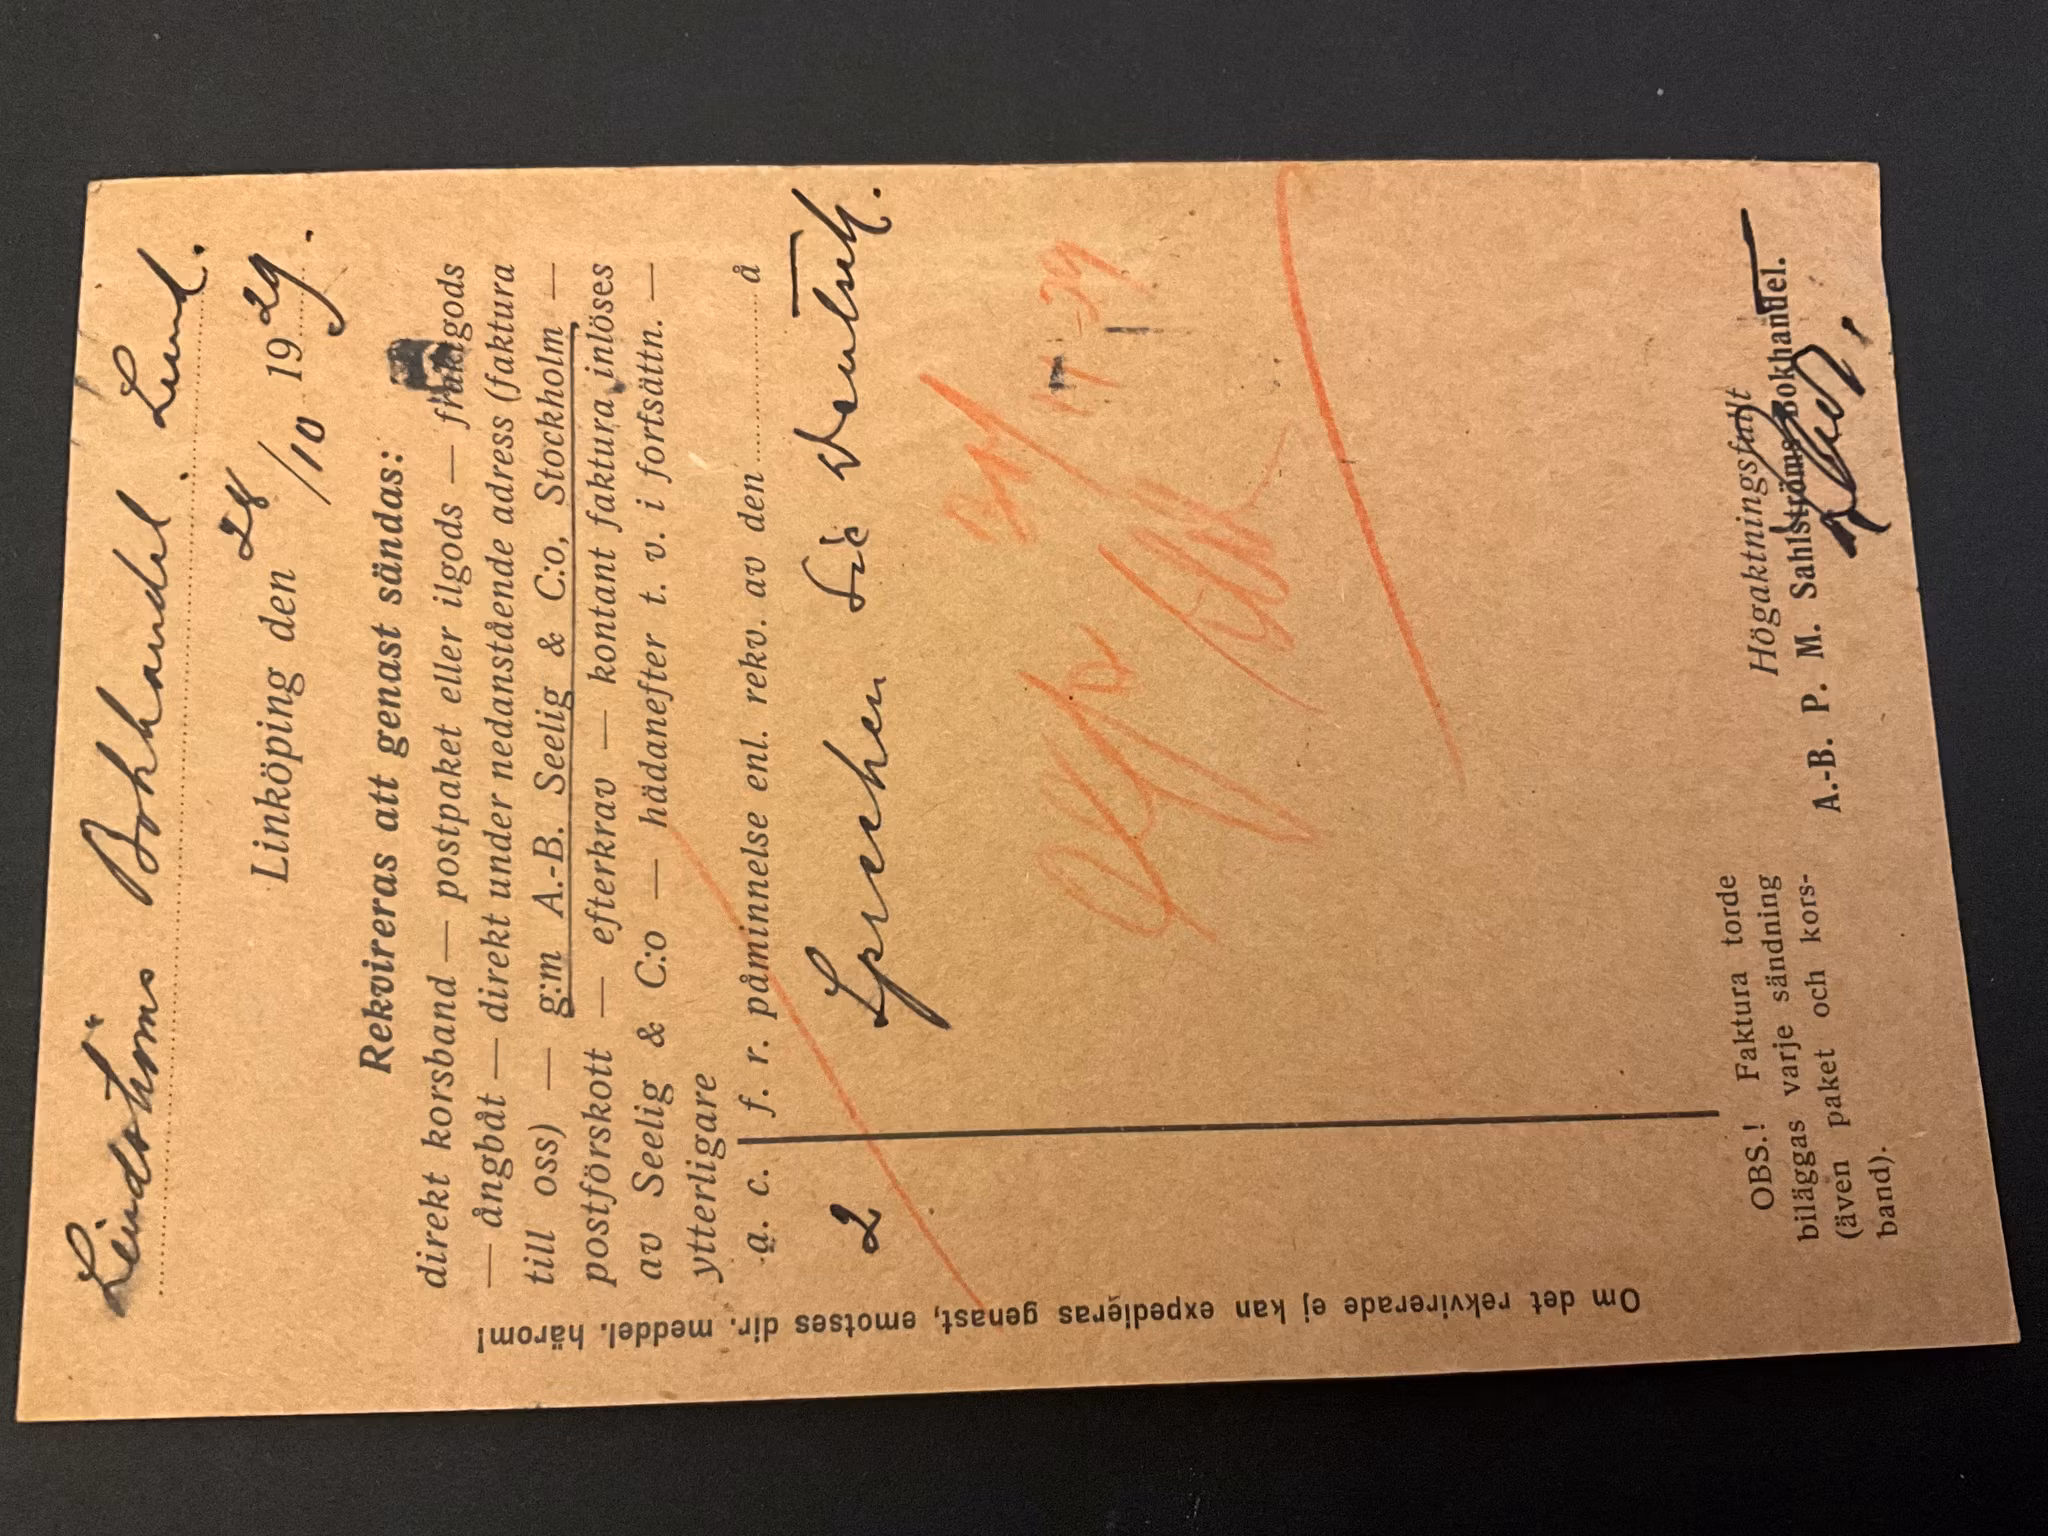 Lindströms Bokhandel. Lund.
Linköping den 28/10 1929.
Rekvireras att genast sändas:
direkt korsband — postpaket eller ilgods — fraktgods
— ångbåt — direkt under nedanstående adress (faktura
till oss) — g:m A.-B. Seelig & C:o, Stockholm —
postförskott — efterkrav — kontant faktura inlöses
av Seelig & C:o — hädanefter t. v. i fortsättn. —
ytterligare
a. c. f. r. påminnelse enl. rekv. av den ........ å
2 Sprechen Sie Deutsch.
Om det rekvirerade ej kan expedieras genast, emotses dir. meddel. härom!
OBS.! Faktura torde
biläggas varje sändning
(även paket och kors-
band).
Högaktningsfullt
A.-B. P. M. Sahlströms Bokhandel.